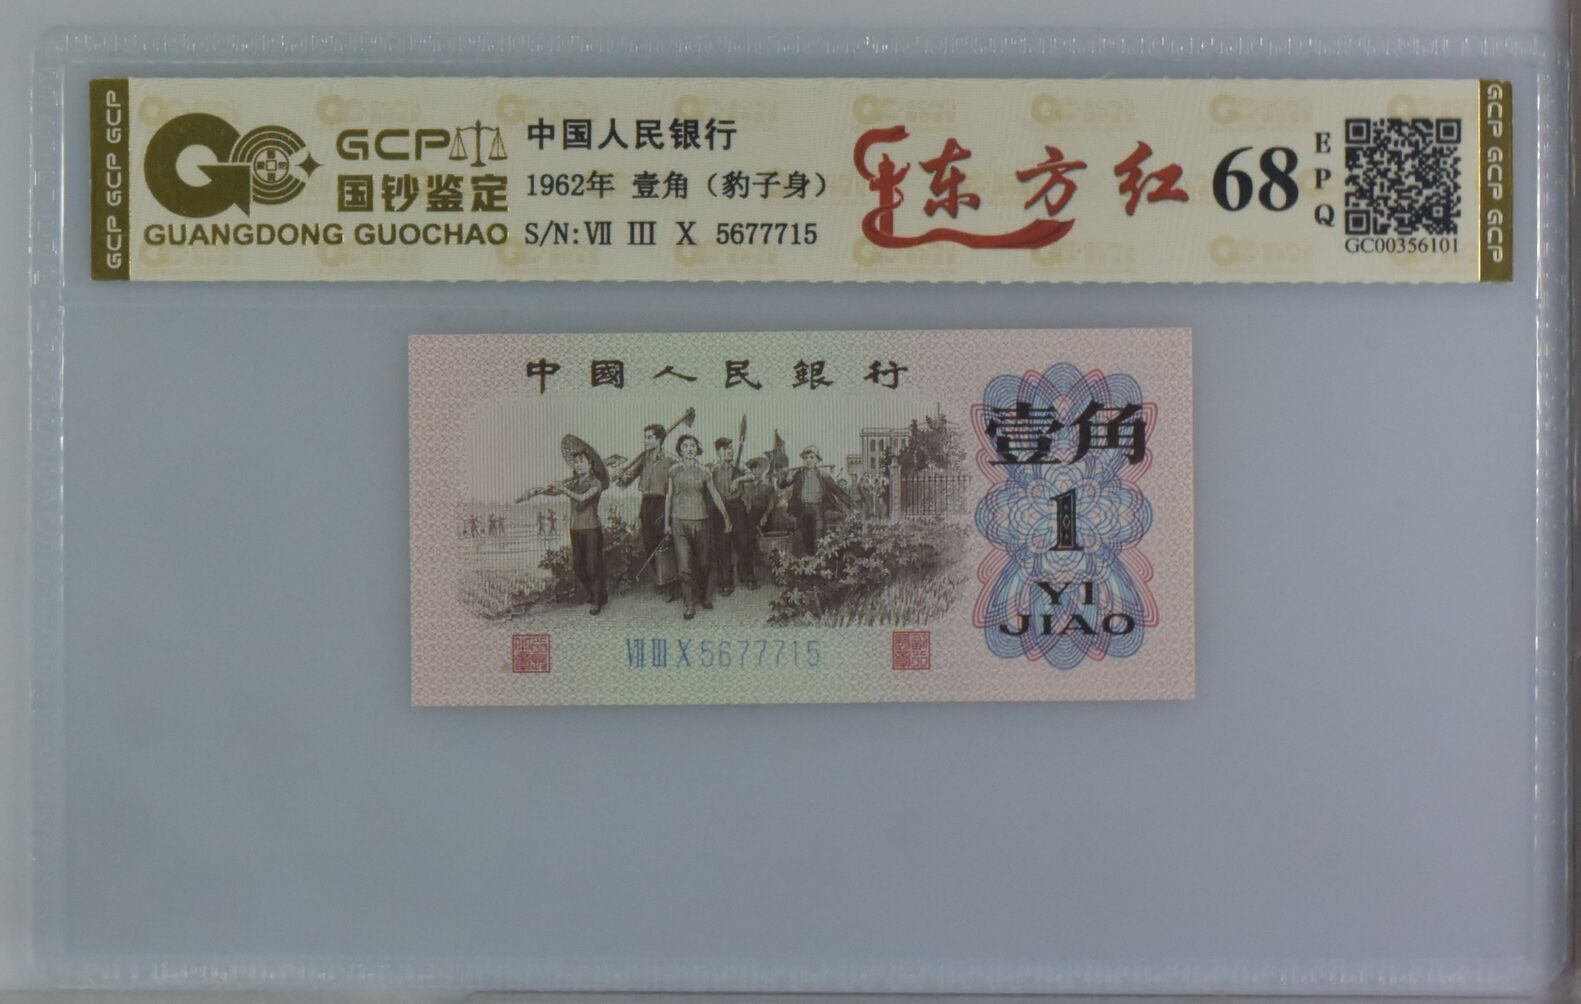 GCP GCP GCP
GCP
国钞鉴定
GUANGDONG GUOCHAO
中国人民银行
1962年 壹角（豹子身）
S/N:Ⅶ Ⅲ Ⅹ 5677715
东方红
68
EPQ
GC00356101
GCP GCP GCP
中國人民銀行
壹角
1
YI
JIAO
Ⅶ Ⅲ Ⅹ 5677715